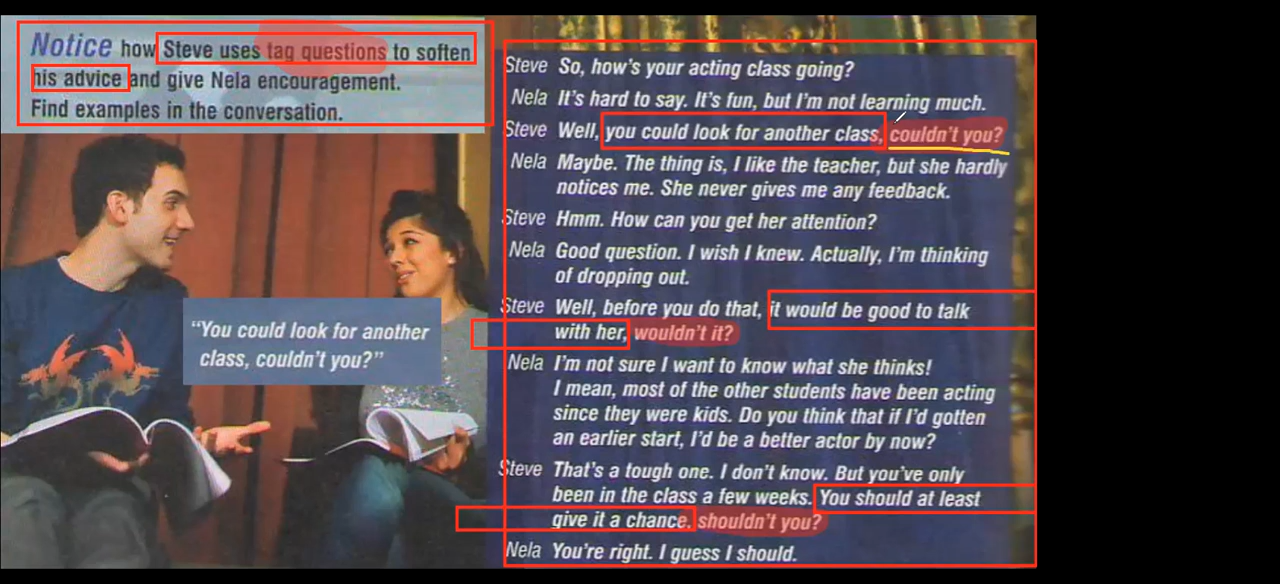 Notice how Steve uses tag questions to soften
his advice and give Nela encouragement.
Find examples in the conversation.
"You could look for another
class, couldn't you?"
Steve So, how's your acting class going?
Nela It's hard to say. It's fun, but I'm not learning much.
Steve Well, you could look for another class, couldn't you?
Nela Maybe. The thing is, I like the teacher, but she hardly
notices me. She never gives me any feedback.
Steve Hmm. How can you get her attention?
Nela Good question. I wish I knew. Actually, I'm thinking
of dropping out.
Steve Well, before you do that, it would be good to talk
with her, wouldn't it?
Nela I'm not sure I want to know what she thinks!
I mean, most of the other students have been acting
since they were kids. Do you think that if I'd gotten
an earlier start, I'd be a better actor by now?
Steve That's a tough one. I don't know. But you've only
been in the class a few weeks. You should at least
give it a chance, shouldn't you?
Nela You're right. I guess I should.